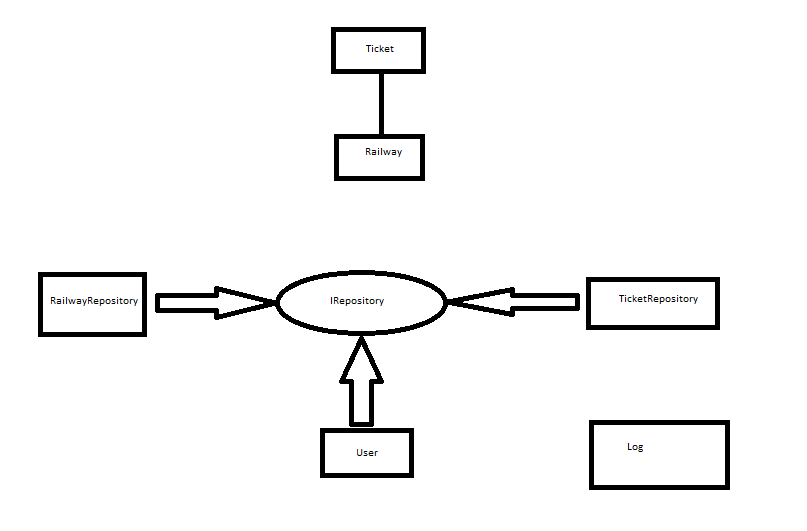 Ticket
Railway
RailwayRepository
IRepository
TicketRepository
User
Log